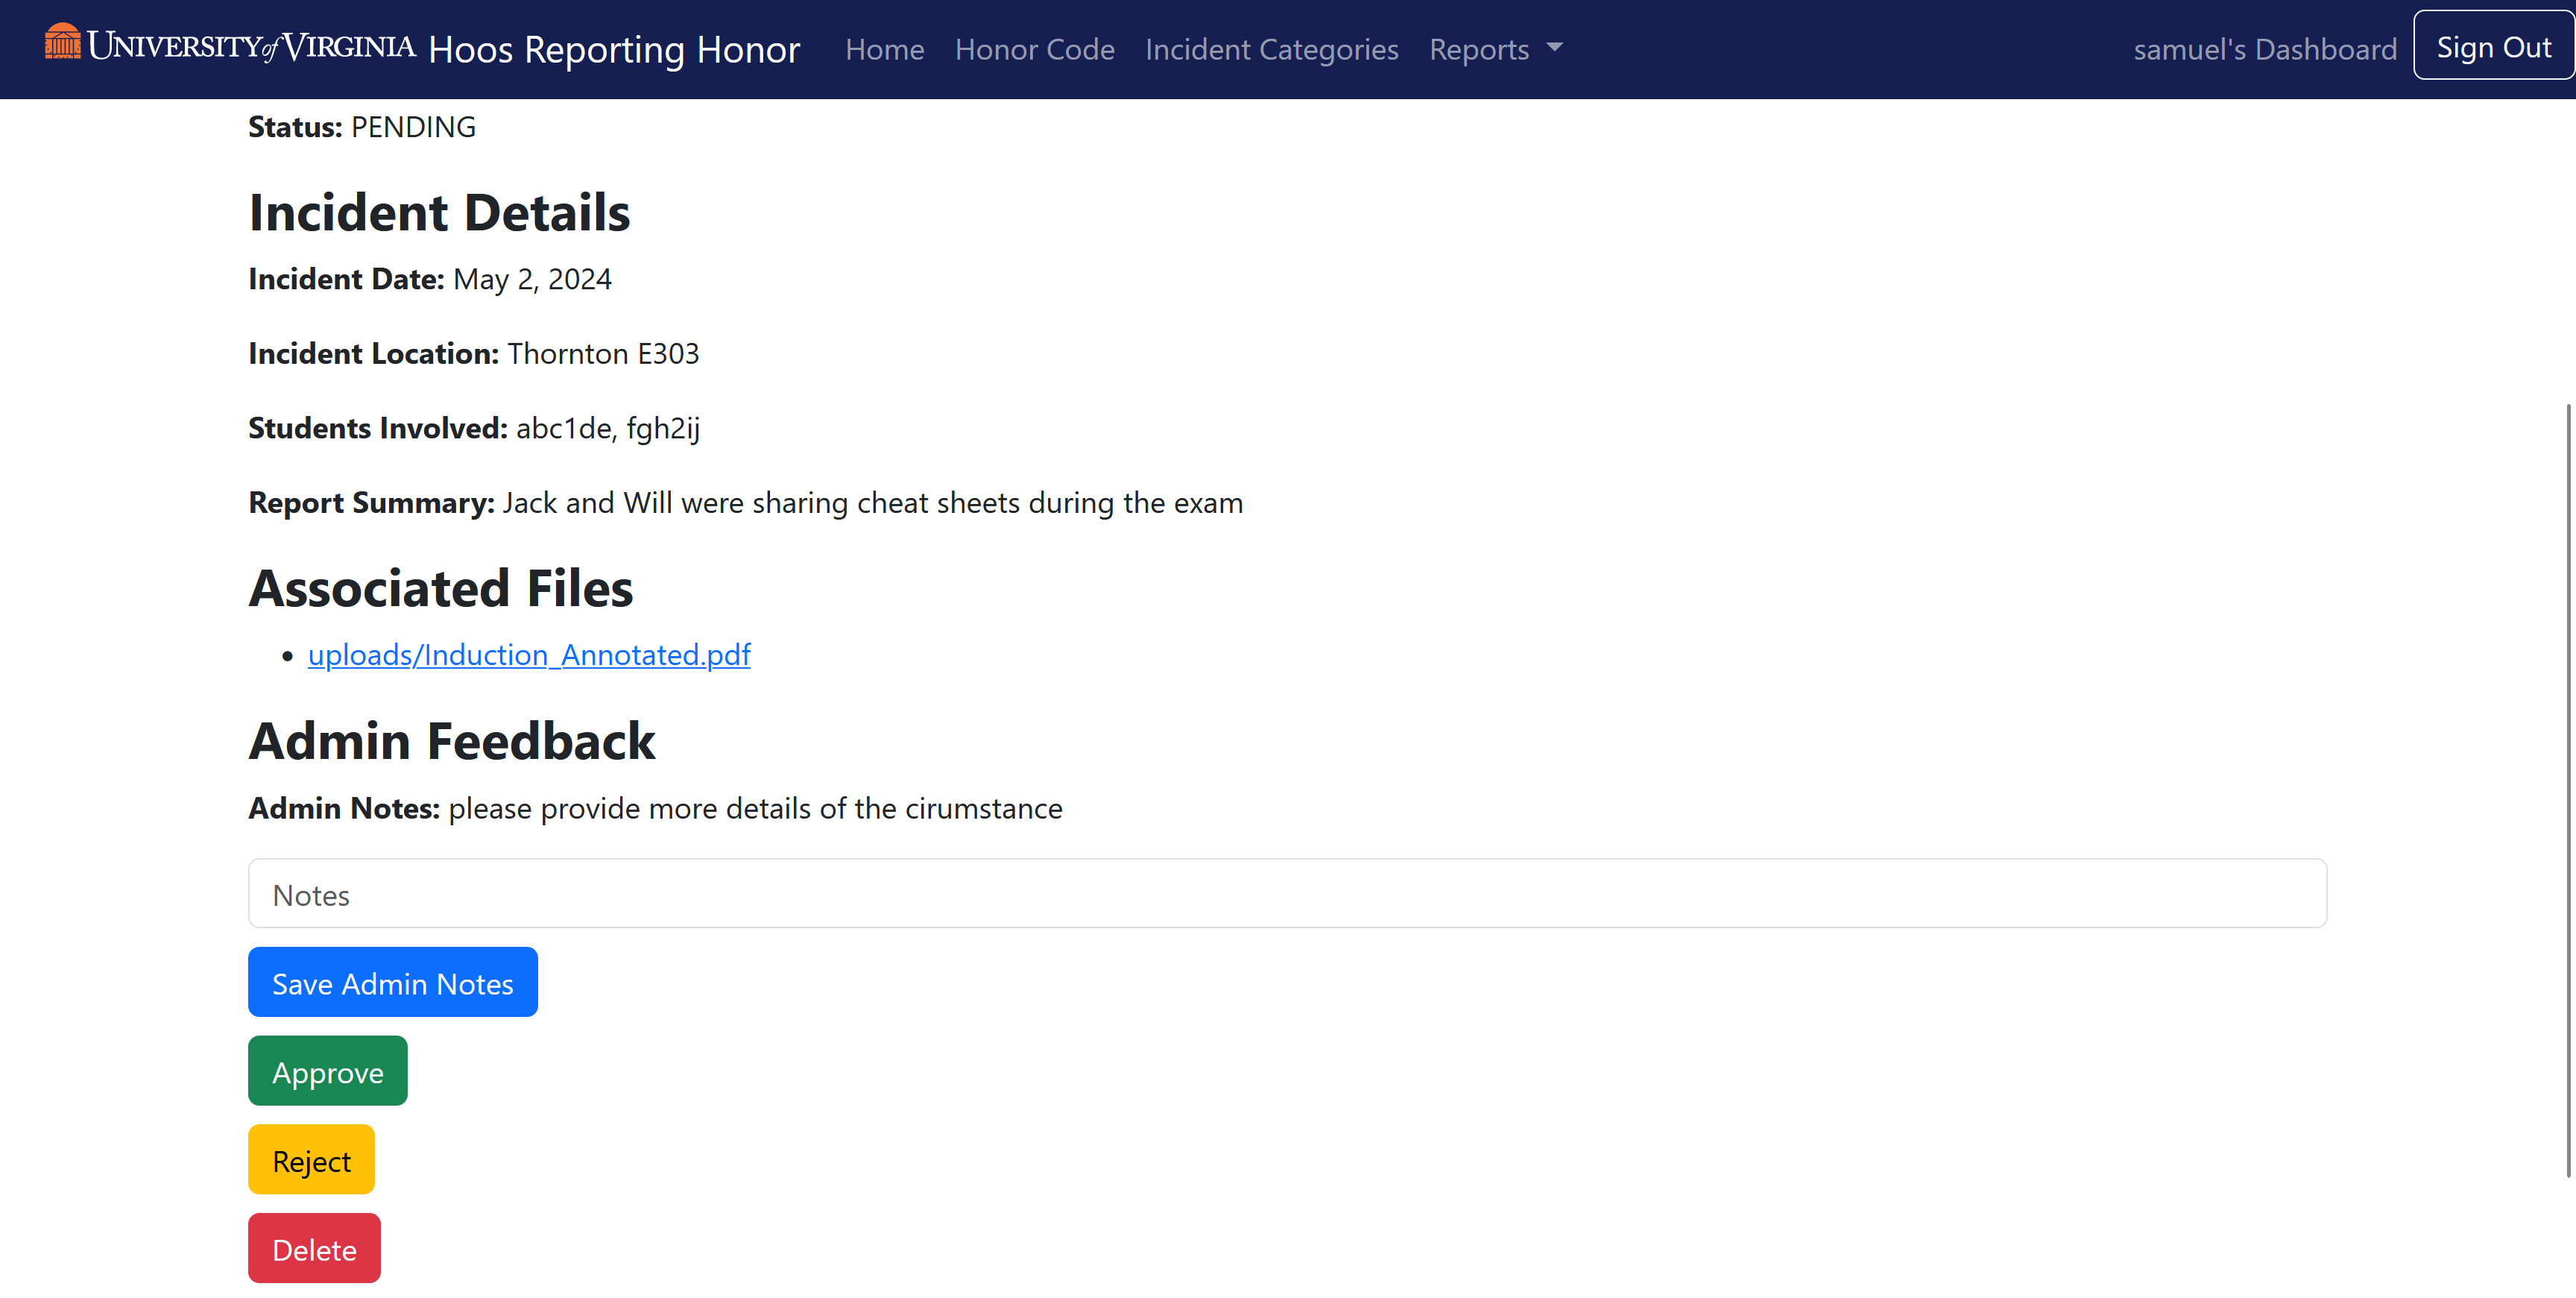 UNIVERSITY of VIRGINIA Hoos Reporting Honor Home Honor Code Incident Categories Reports samuel's Dashboard Sign Out
Status: PENDING
Incident Details
Incident Date: May 2, 2024
Incident Location: Thornton E303
Students Involved: abc1de, fgh2ij
Report Summary: Jack and Will were sharing cheat sheets during the exam
Associated Files
• uploads/Induction_Annotated.pdf
Admin Feedback
Admin Notes: please provide more details of the cirumstance
Notes
Save Admin Notes
Approve
Reject
Delete